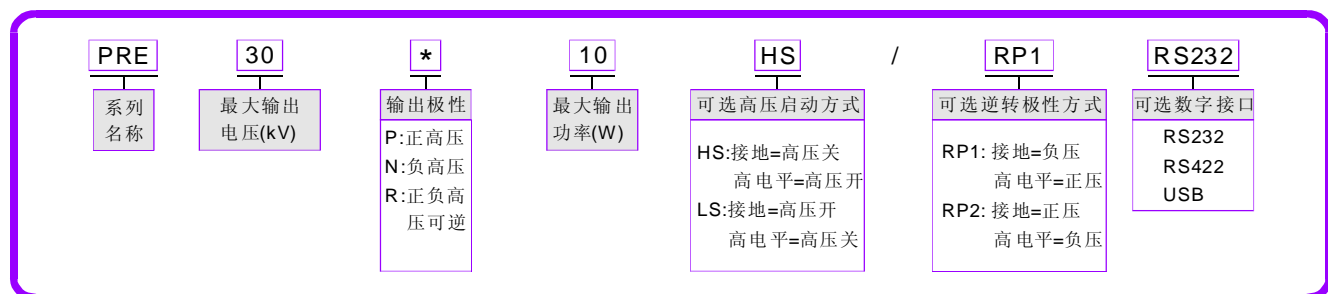 PRE 30 * 10 HS / RP1 RS232
系列
名称
最大输出
电压(kV)
输出极性
P:正高压
N:负高压
R:正负高
压可逆
最大输出
功率(W)
可选高压启动方式
HS:接地=高压关
高电平=高压开
LS:接地=高压开
高电平=高压关
可选逆转极性方式
RP1:接地=负压
高电平=正压
RP2:接地=正压
高电平=负压
可选数字接口
RS232
RS422
USB